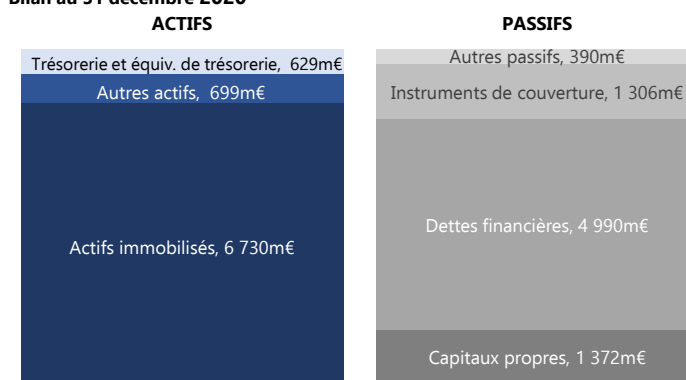 Bilan au 31 décembre 2020
ACTIFS
Trésorerie et équiv. de trésorerie, 629m€
Autres actifs, 699m€
Actifs immobilisés, 6 730m€
PASSIFS
Autres passifs, 390m€
Instruments de couverture, 1 306m€
Dettes financières, 4 990m€
Capitaux propres, 1 372m€